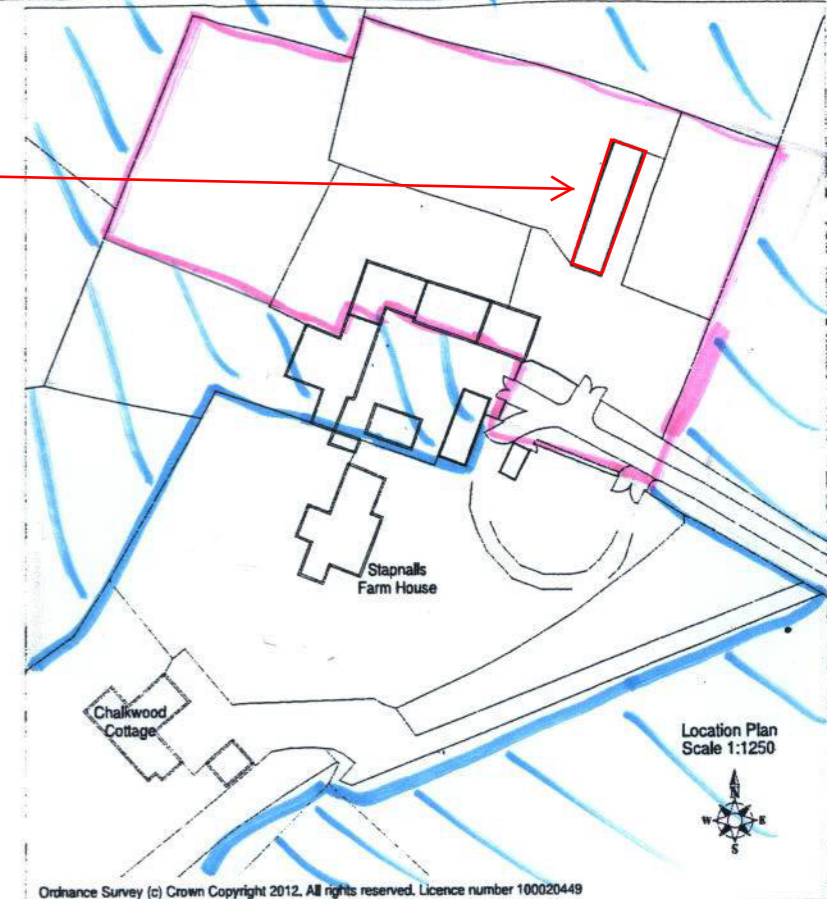 Stapnalls
Farm House
Chalkwood
Cottage
Location Plan
Scale 1:1250
N
W E
S
Ordnance Survey (c) Crown Copyright 2012. All rights reserved. Licence number 100020449